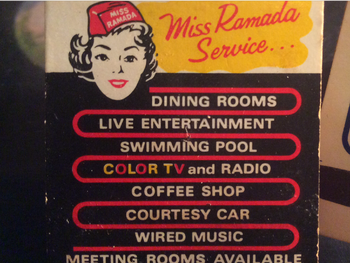 MISS
RAMADA
Miss Ramada
Service...
DINING ROOMS
LIVE ENTERTAINMENT
SWIMMING POOL
COLOR TV and RADIO
COFFEE SHOP
COURTESY CAR
WIRED MUSIC
MEETING ROOMS AVAILABLE